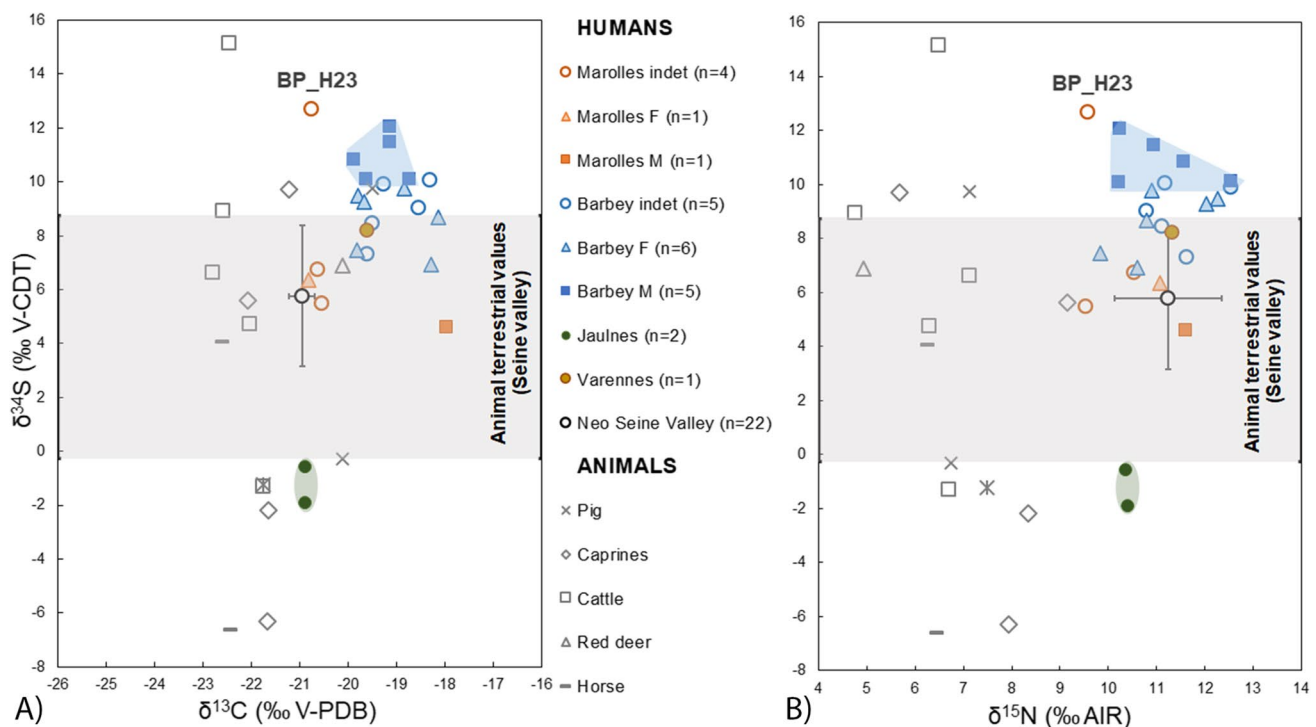 16
14
12
10
8
6
4
2
0
-2
-4
-6
-8
δ34S (‰ V-CDT)
BP_H23
Animal terrestrial values
(Seine valley)
-26 -25 -24 -23 -22 -21 -20 -19 -18 -17 -16
A) δ13C (‰ V-PDB)
HUMANS
Marolles indet (n=4)
Marolles F (n=1)
Marolles M (n=1)
Barbey indet (n=5)
Barbey F (n=6)
Barbey M (n=5)
Jaulnes (n=2)
Varennes (n=1)
Neo Seine Valley (n=22)
ANIMALS
Pig
Caprines
Cattle
Red deer
Horse
16
14
12
10
8
6
4
2
0
-2
-4
-6
-8
BP_H23
Animal terrestrial values
(Seine valley)
4 5 6 7 8 9 10 11 12 13 14
B) δ15N (‰ AIR)